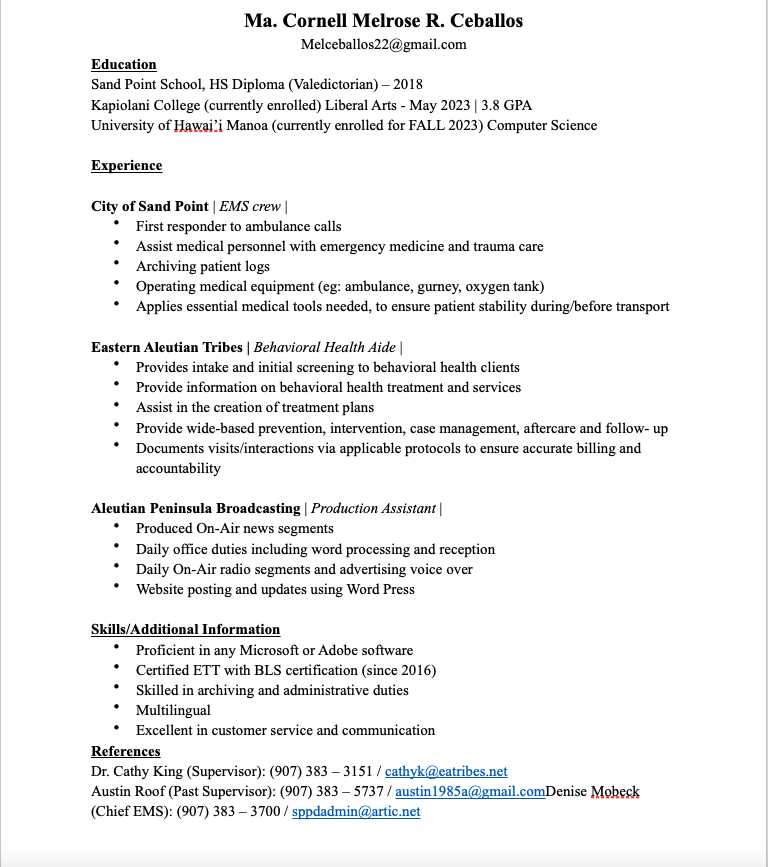 Ma. Cornell Melrose R. Ceballos
Melceballos22@gmail.com
Education
Sand Point School, HS Diploma (Valedictorian) – 2018
Kapiolani College (currently enrolled) Liberal Arts - May 2023 | 3.8 GPA
University of Hawai’i Manoa (currently enrolled for FALL 2023) Computer Science
Experience
City of Sand Point | EMS crew |
• First responder to ambulance calls
• Assist medical personnel with emergency medicine and trauma care
• Archiving patient logs
• Operating medical equipment (eg: ambulance, gurney, oxygen tank)
• Applies essential medical tools needed, to ensure patient stability during/before transport
Eastern Aleutian Tribes | Behavioral Health Aide |
• Provides intake and initial screening to behavioral health clients
• Provide information on behavioral health treatment and services
• Assist in the creation of treatment plans
• Provide wide-based prevention, intervention, case management, aftercare and follow- up
• Documents visits/interactions via applicable protocols to ensure accurate billing and
accountability
Aleutian Peninsula Broadcasting | Production Assistant |
• Produced On-Air news segments
• Daily office duties including word processing and reception
• Daily On-Air radio segments and advertising voice over
• Website posting and updates using Word Press
Skills/Additional Information
• Proficient in any Microsoft or Adobe software
• Certified ETT with BLS certification (since 2016)
• Skilled in archiving and administrative duties
• Multilingual
• Excellent in customer service and communication
References
Dr. Cathy King (Supervisor): (907) 383 – 3151 / cathyk@eatribes.net
Austin Roof (Past Supervisor): (907) 383 – 5737 / austin1985a@gmail.comDenise Mobeck
(Chief EMS): (907) 383 – 3700 / sppdadmin@artic.net